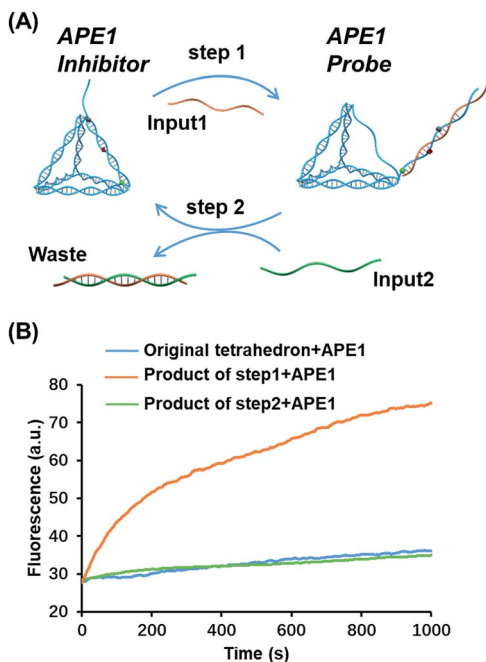 (A)
APE1
Inhibitor
step 1
Input1
APE1
Probe
step 2
Waste
Input2
(B)
Original tetrahedron+APE1
Product of step1+APE1
Product of step2+APE1
Fluorescence (a.u.)
80
70
60
50
40
30
20
0
200
400
600
800
1000
Time (s)